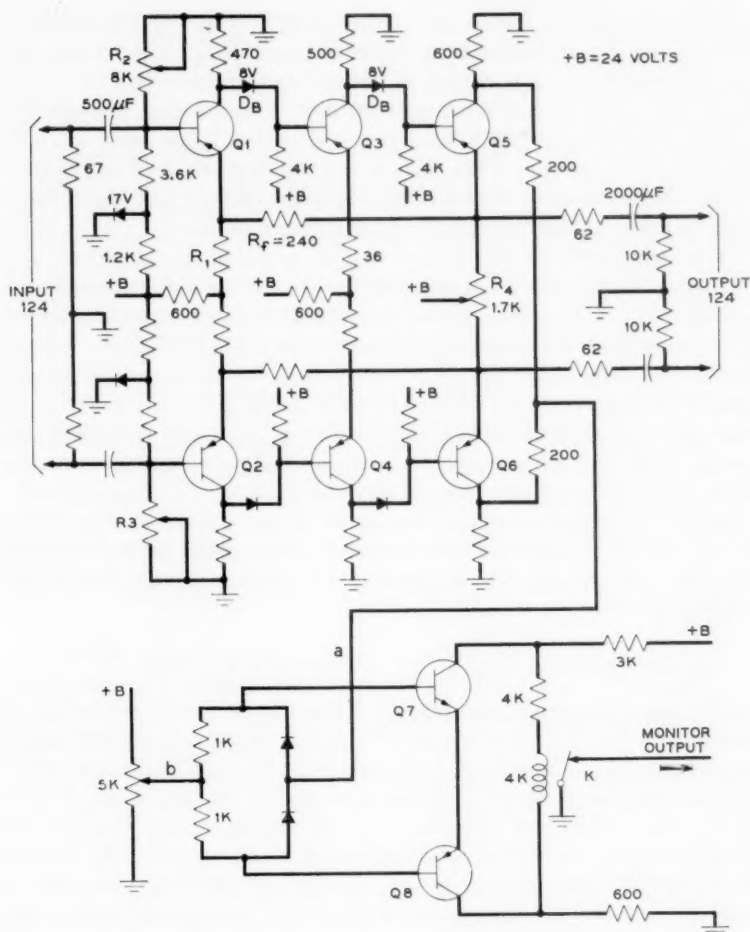 R2
8K
470
500
600
+B = 24 VOLTS
8V
DB
8V
DB
500µF
Q1
Q3
Q5
67
3.6K
4K
+B
4K
+B
200
17V
2000µF
Rf = 240
62
1.2K
R1
36
10K
INPUT
124
+B
600
+B
600
+B
R4
1.7K
OUTPUT
124
10K
62
+B
+B
Q2
Q4
Q6
200
R3
a
+B
+B
3K
Q7
4K
1K
b
5K
MONITOR
OUTPUT
4K
K
1K
Q8
600